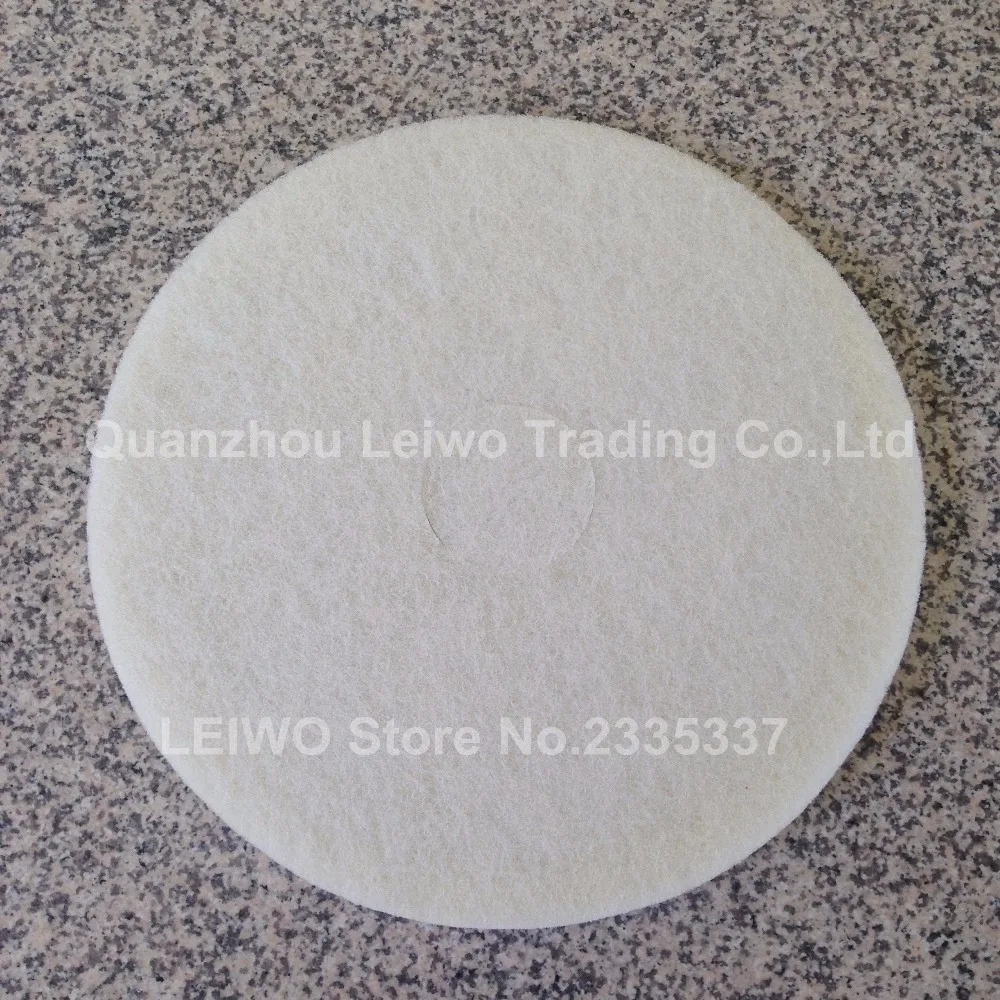 Quanzhou Leiwo Trading Co.,Ltd
LEIWO Store No.2335337